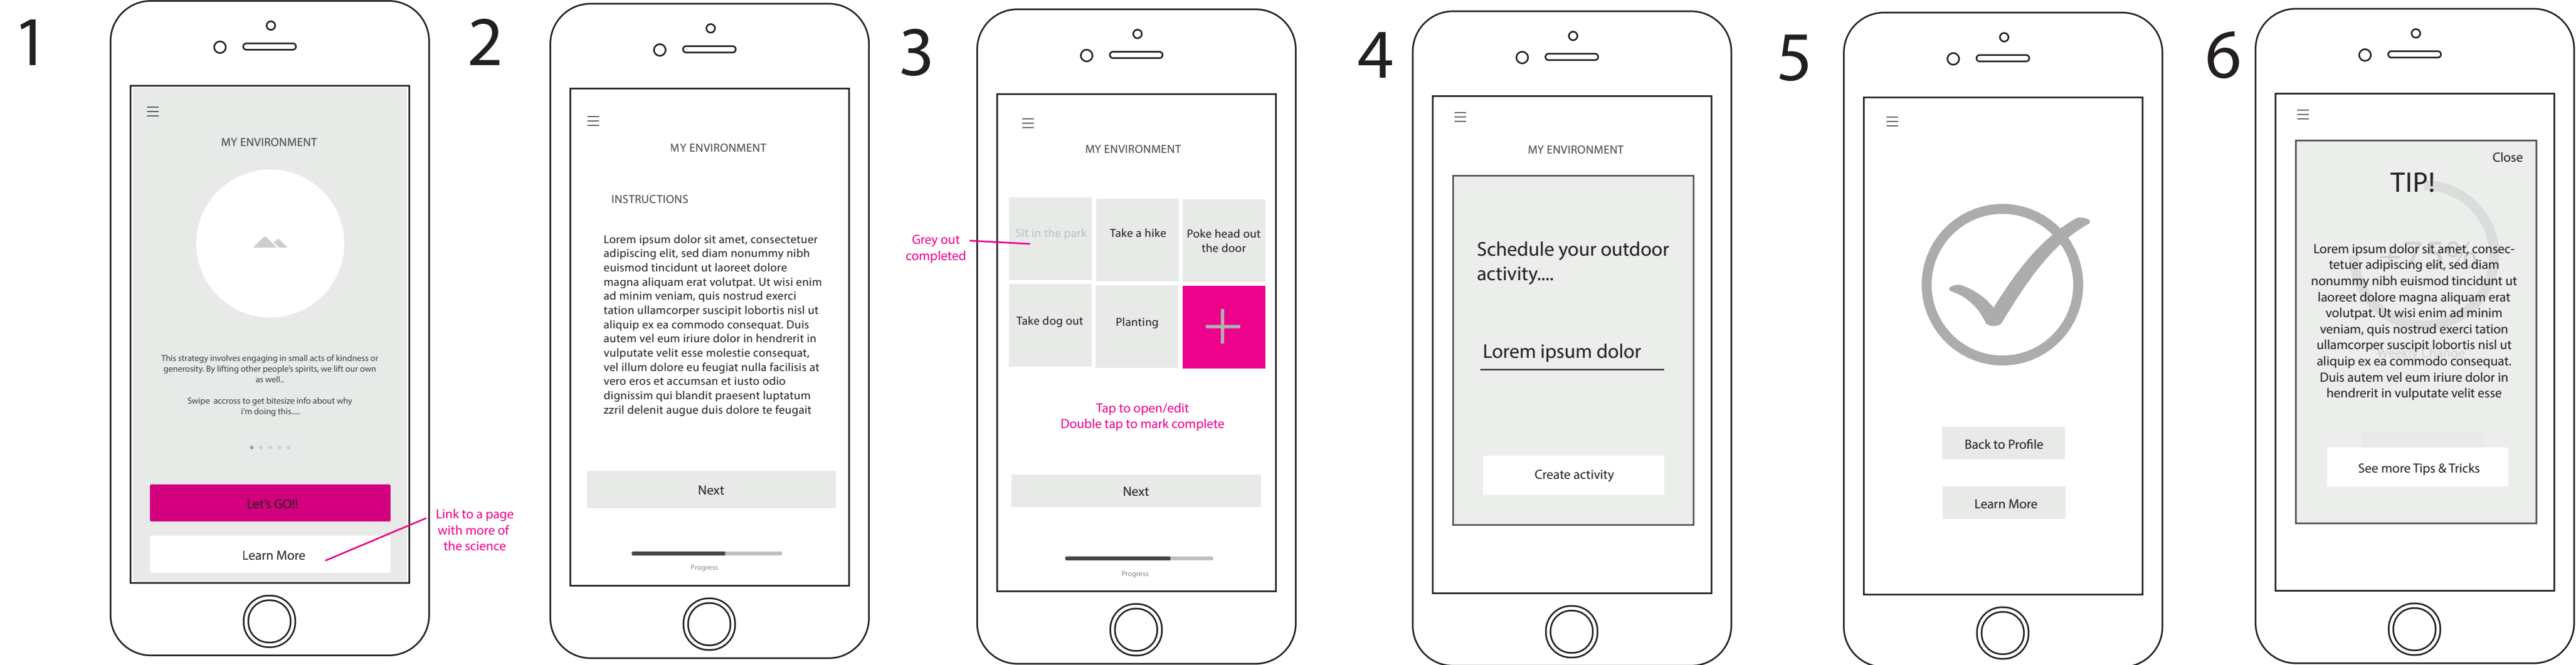 1
MY ENVIRONMENT
This strategy involves engaging in small acts of kindness or
generosity. By lifting other people's spirits, we lift our own
as well..
Swipe accross to get bitesize info about why
i'm doing this.....
Let's GO!!
Learn More
Link to a page
with more of
the science
2
MY ENVIRONMENT
INSTRUCTIONS
Lorem ipsum dolor sit amet, consectetuer
adipiscing elit, sed diam nonummy nibh
euismod tincidunt ut laoreet dolore
magna aliquam erat volutpat. Ut wisi enim
ad minim veniam, quis nostrud exerci
tation ullamcorper suscipit lobortis nisl ut
aliquip ex ea commodo consequat. Duis
autem vel eum iriure dolor in hendrerit in
vulputate velit esse molestie consequat,
vel illum dolore eu feugiat nulla facilisis at
vero eros et accumsan et iusto odio
dignissim qui blandit praesent luptatum
zzril delenit augue duis dolore te feugait
Next
Progress
3
MY ENVIRONMENT
Grey out
completed
Sit in the park
Take a hike
Poke head out
the door
Take dog out
Planting
Tap to open/edit
Double tap to mark complete
Next
Progress
4
MY ENVIRONMENT
Schedule your outdoor
activity....
Lorem ipsum dolor
Create activity
5
Back to Profile
Learn More
6
Close
TIP!
+75%
Lorem ipsum dolor sit amet, consec-
tetuer adipiscing elit, sed diam
nonummy nibh euismod tincidunt ut
laoreet dolore magna aliquam erat
volutpat. Ut wisi enim ad minim
veniam, quis nostrud exerci tation
ullamcorper suscipit lobortis nisl ut
Weekly Change
aliquip ex ea commodo consequat.
Duis autem vel eum iriure dolor in
hendrerit in vulputate velit esse
See more Tips & Tricks